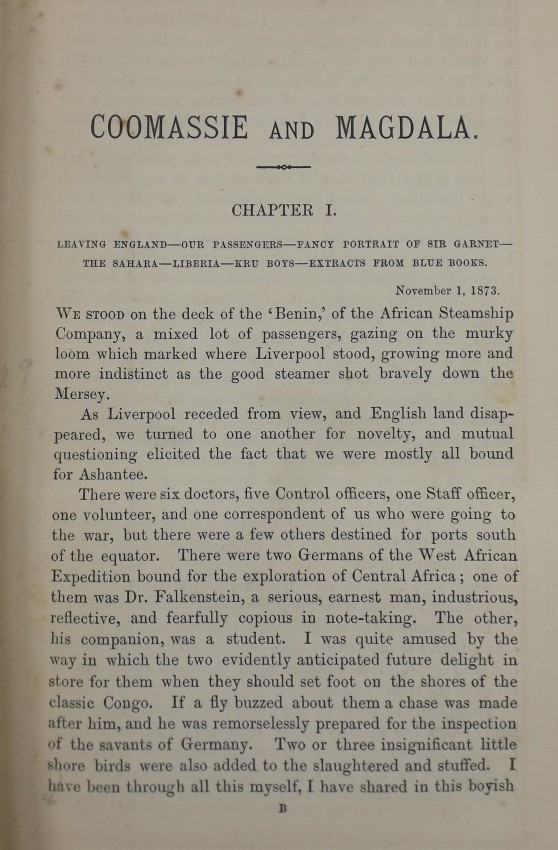 COOMASSIE AND MAGDALA.
CHAPTER I.
LEAVING ENGLAND—OUR PASSENGERS—FANCY PORTRAIT OF SIR GARNET—
THE SAHARA—LIBERIA—KRU BOYS—EXTRACTS FROM BLUE BOOKS.
November 1, 1873.
WE STOOD on the deck of the ‘Benin,’ of the African Steamship
Company, a mixed lot of passengers, gazing on the murky
loom which marked where Liverpool stood, growing more and
more indistinct as the good steamer shot bravely down the
Mersey.
As Liverpool receded from view, and English land disap-
peared, we turned to one another for novelty, and mutual
questioning elicited the fact that we were mostly all bound
for Ashantee.
There were six doctors, five Control officers, one Staff officer,
one volunteer, and one correspondent of us who were going to
the war, but there were a few others destined for ports south
of the equator. There were two Germans of the West African
Expedition bound for the exploration of Central Africa; one of
them was Dr. Falkenstein, a serious, earnest man, industrious,
reflective, and fearfully copious in note-taking. The other,
his companion, was a student. I was quite amused by the
way in which the two evidently anticipated future delight in
store for them when they should set foot on the shores of the
classic Congo. If a fly buzzed about them a chase was made
after him, and he was remorselessly prepared for the inspection
of the savants of Germany. Two or three insignificant little
shore birds were also added to the slaughtered and stuffed. I
have been through all this myself, I have shared in this boyish
B